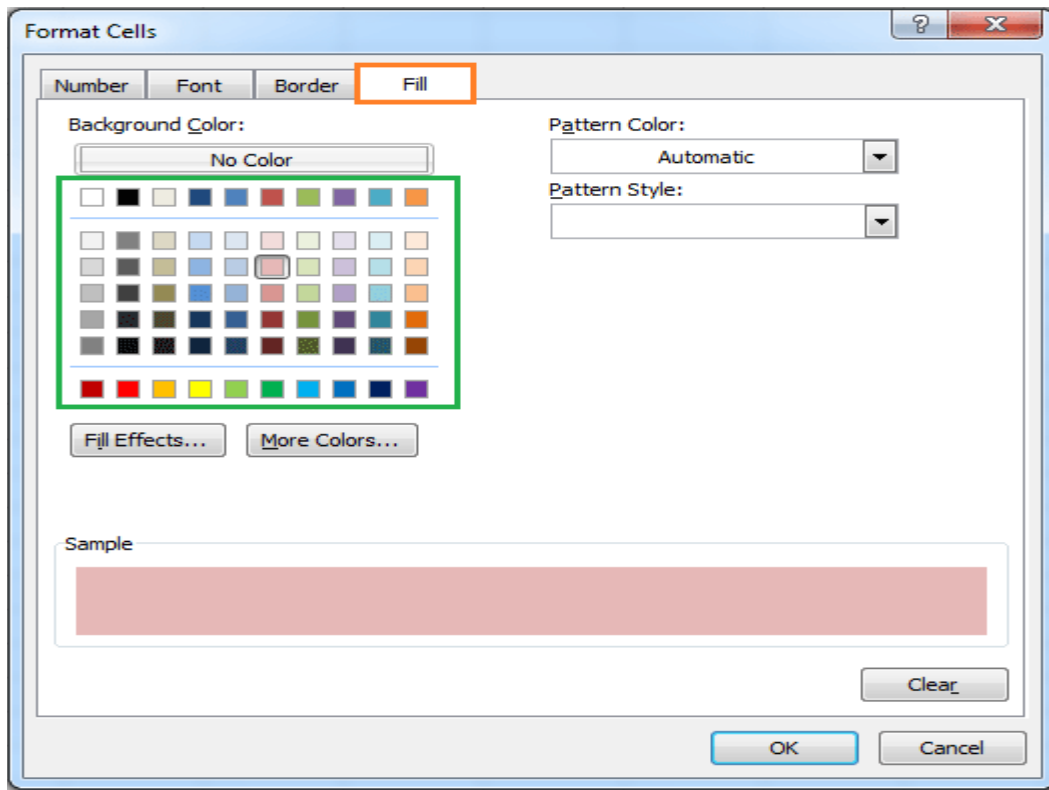 Format Cells
Number Font Border Fill
Background Color:
No Color
Pattern Color:
Automatic
Pattern Style:
Fill Effects... More Colors...
Sample
Clear
OK Cancel